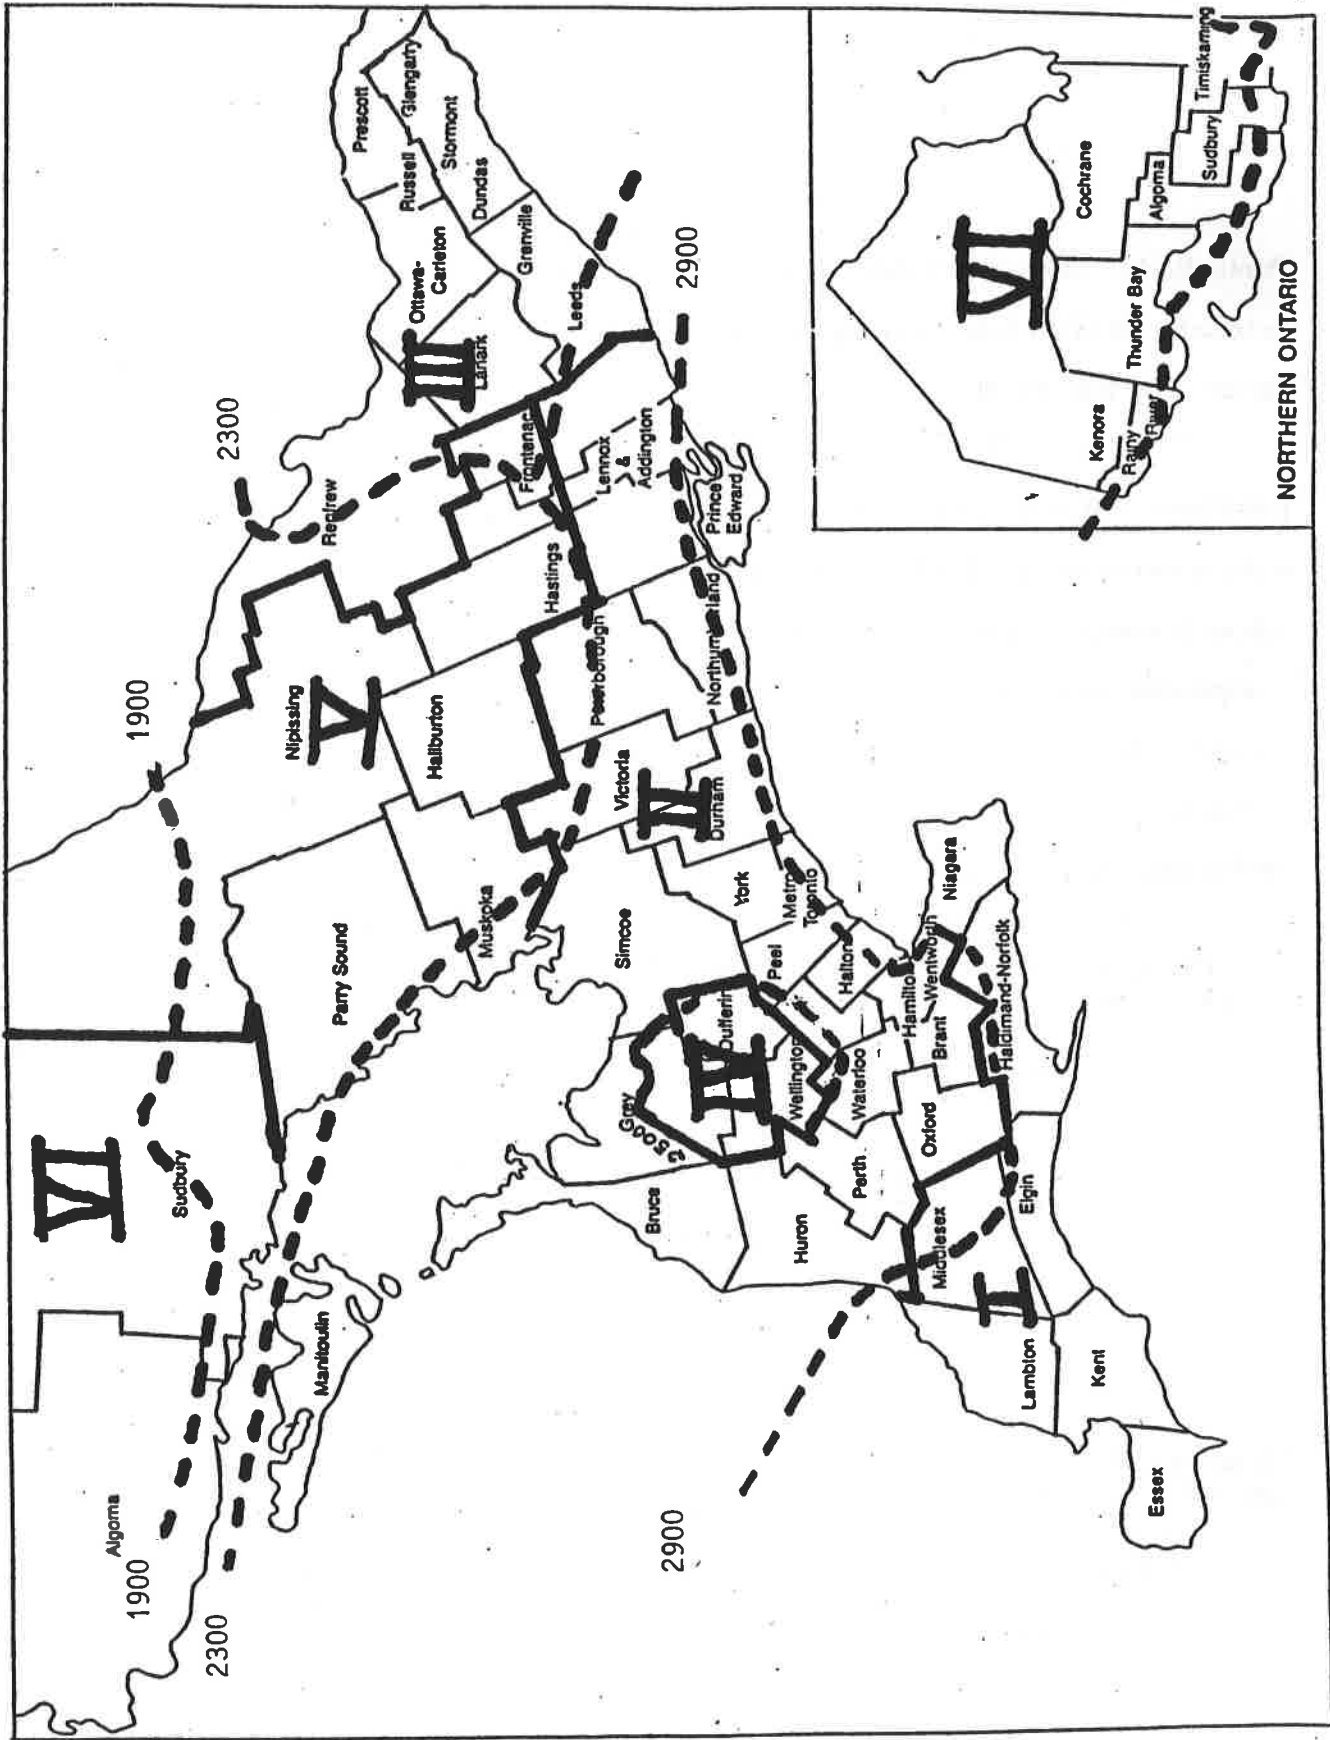 1900
2300
2900
VI
Prescott
Glengarry
Russell
Stormont
Dundas
Ottawa-
Carleton
Grenville
III
Lanark
Leeds
Renfrew
Frontenac
Lennox
&
Addington
Prince
Edward
Hastings
Nipissing
V
Haliburton
Peterborough
Northumberland
Victoria
II
Durham
Parry Sound
Muskoka
Simcoe
York
Metro
Toronto
Niagara
Peel
Halton
Dufferin
IV
Grey
2500
Wellington
Waterloo
Hamilton
Wentworth
Brant
Haldimand-Norfolk
VI
Sudbury
Manitoulin
Algoma
1900
2300
Bruce
Huron
Perth
Oxford
Middlesex
Elgin
I
Lambton
Kent
Essex
2900
Kenora
Rainy
River
Thunder Bay
Cochrane
Algoma
Sudbury
Timiskaming
NORTHERN ONTARIO